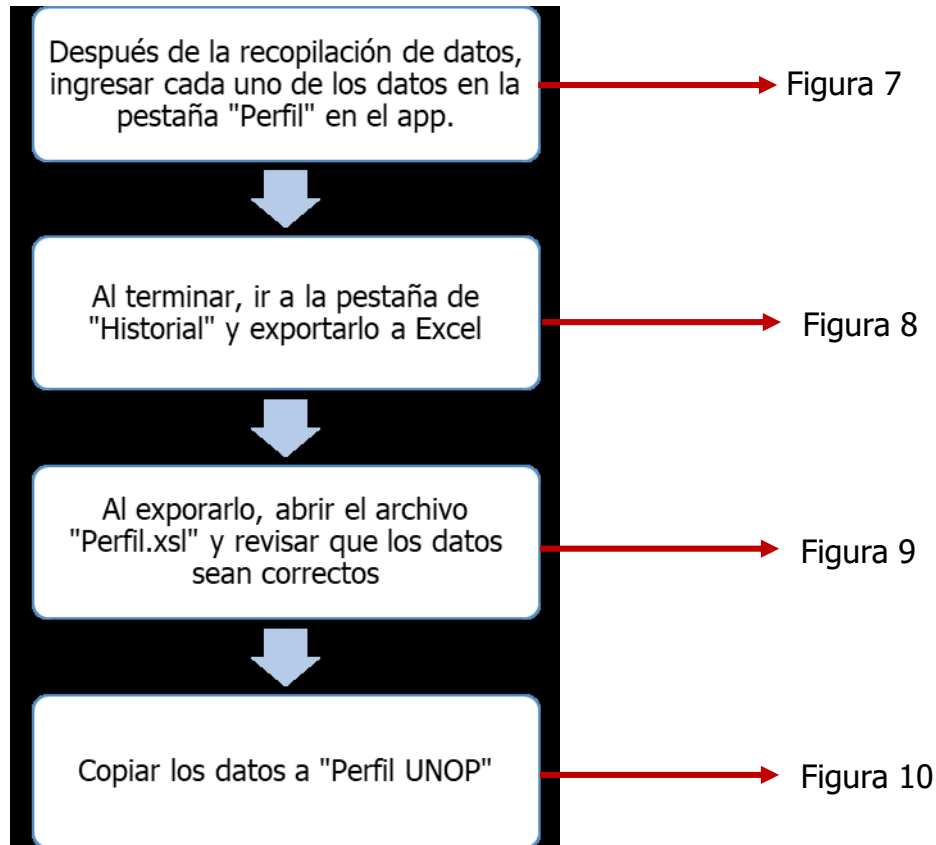 Después de la recopilación de datos,
ingresar cada uno de los datos en la
pestaña "Perfil" en el app.
Figura 7
Al terminar, ir a la pestaña de
"Historial" y exportarlo a Excel
Figura 8
Al exporarlo, abrir el archivo
"Perfil.xsl" y revisar que los datos
sean correctos
Figura 9
Copiar los datos a "Perfil UNOP"
Figura 10